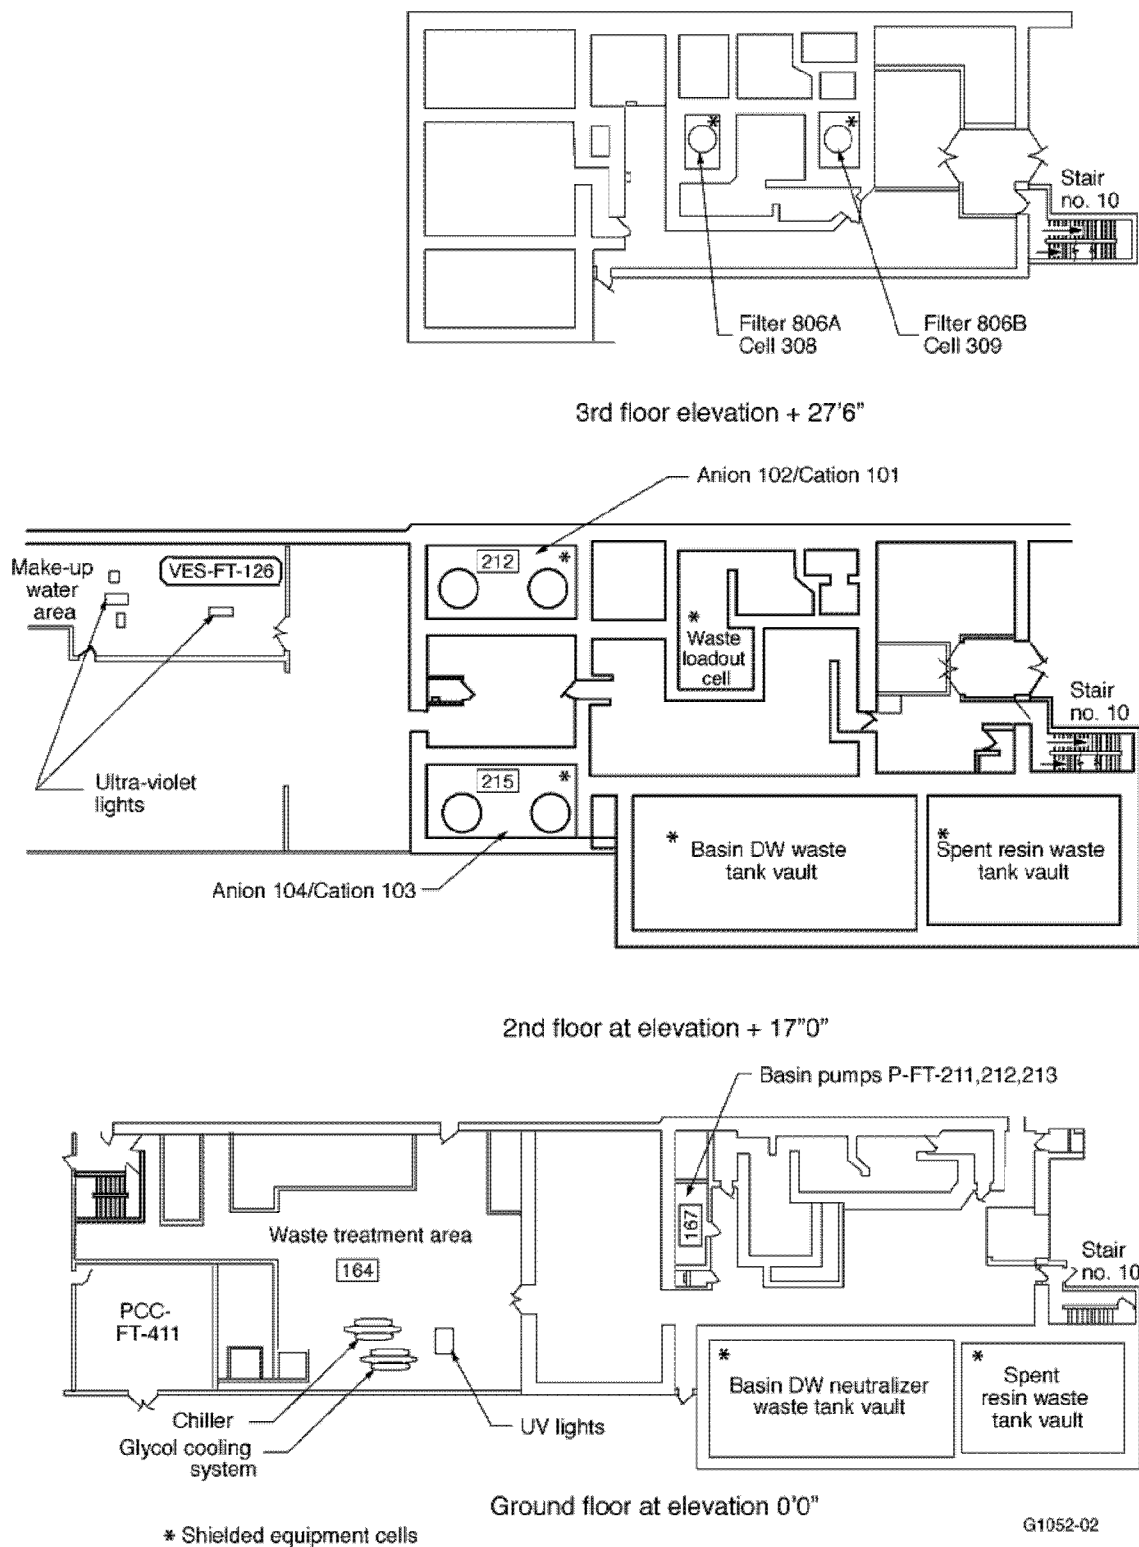 *
*
Stair
no. 10
Filter 806A
Cell 308
Filter 806B
Cell 309
3rd floor elevation + 27'6"
Anion 102/Cation 101
Make-up
water
area
VES-FT-126
212
*
*
Waste
loadout
cell
Stair
no. 10
Ultra-violet
lights
215
*
* Basin DW waste
tank vault
*
Spent resin waste
tank vault
Anion 104/Cation 103
2nd floor at elevation + 17"0"
Basin pumps P-FT-211,212,213
Waste treatment area
164
167
Stair
no. 10
PCC-
FT-411
*
Basin DW neutralizer
waste tank vault
*
Spent
resin waste
tank vault
Chiller
Glycol cooling
system
UV lights
Ground floor at elevation 0'0"
* Shielded equipment cells
G1052-02